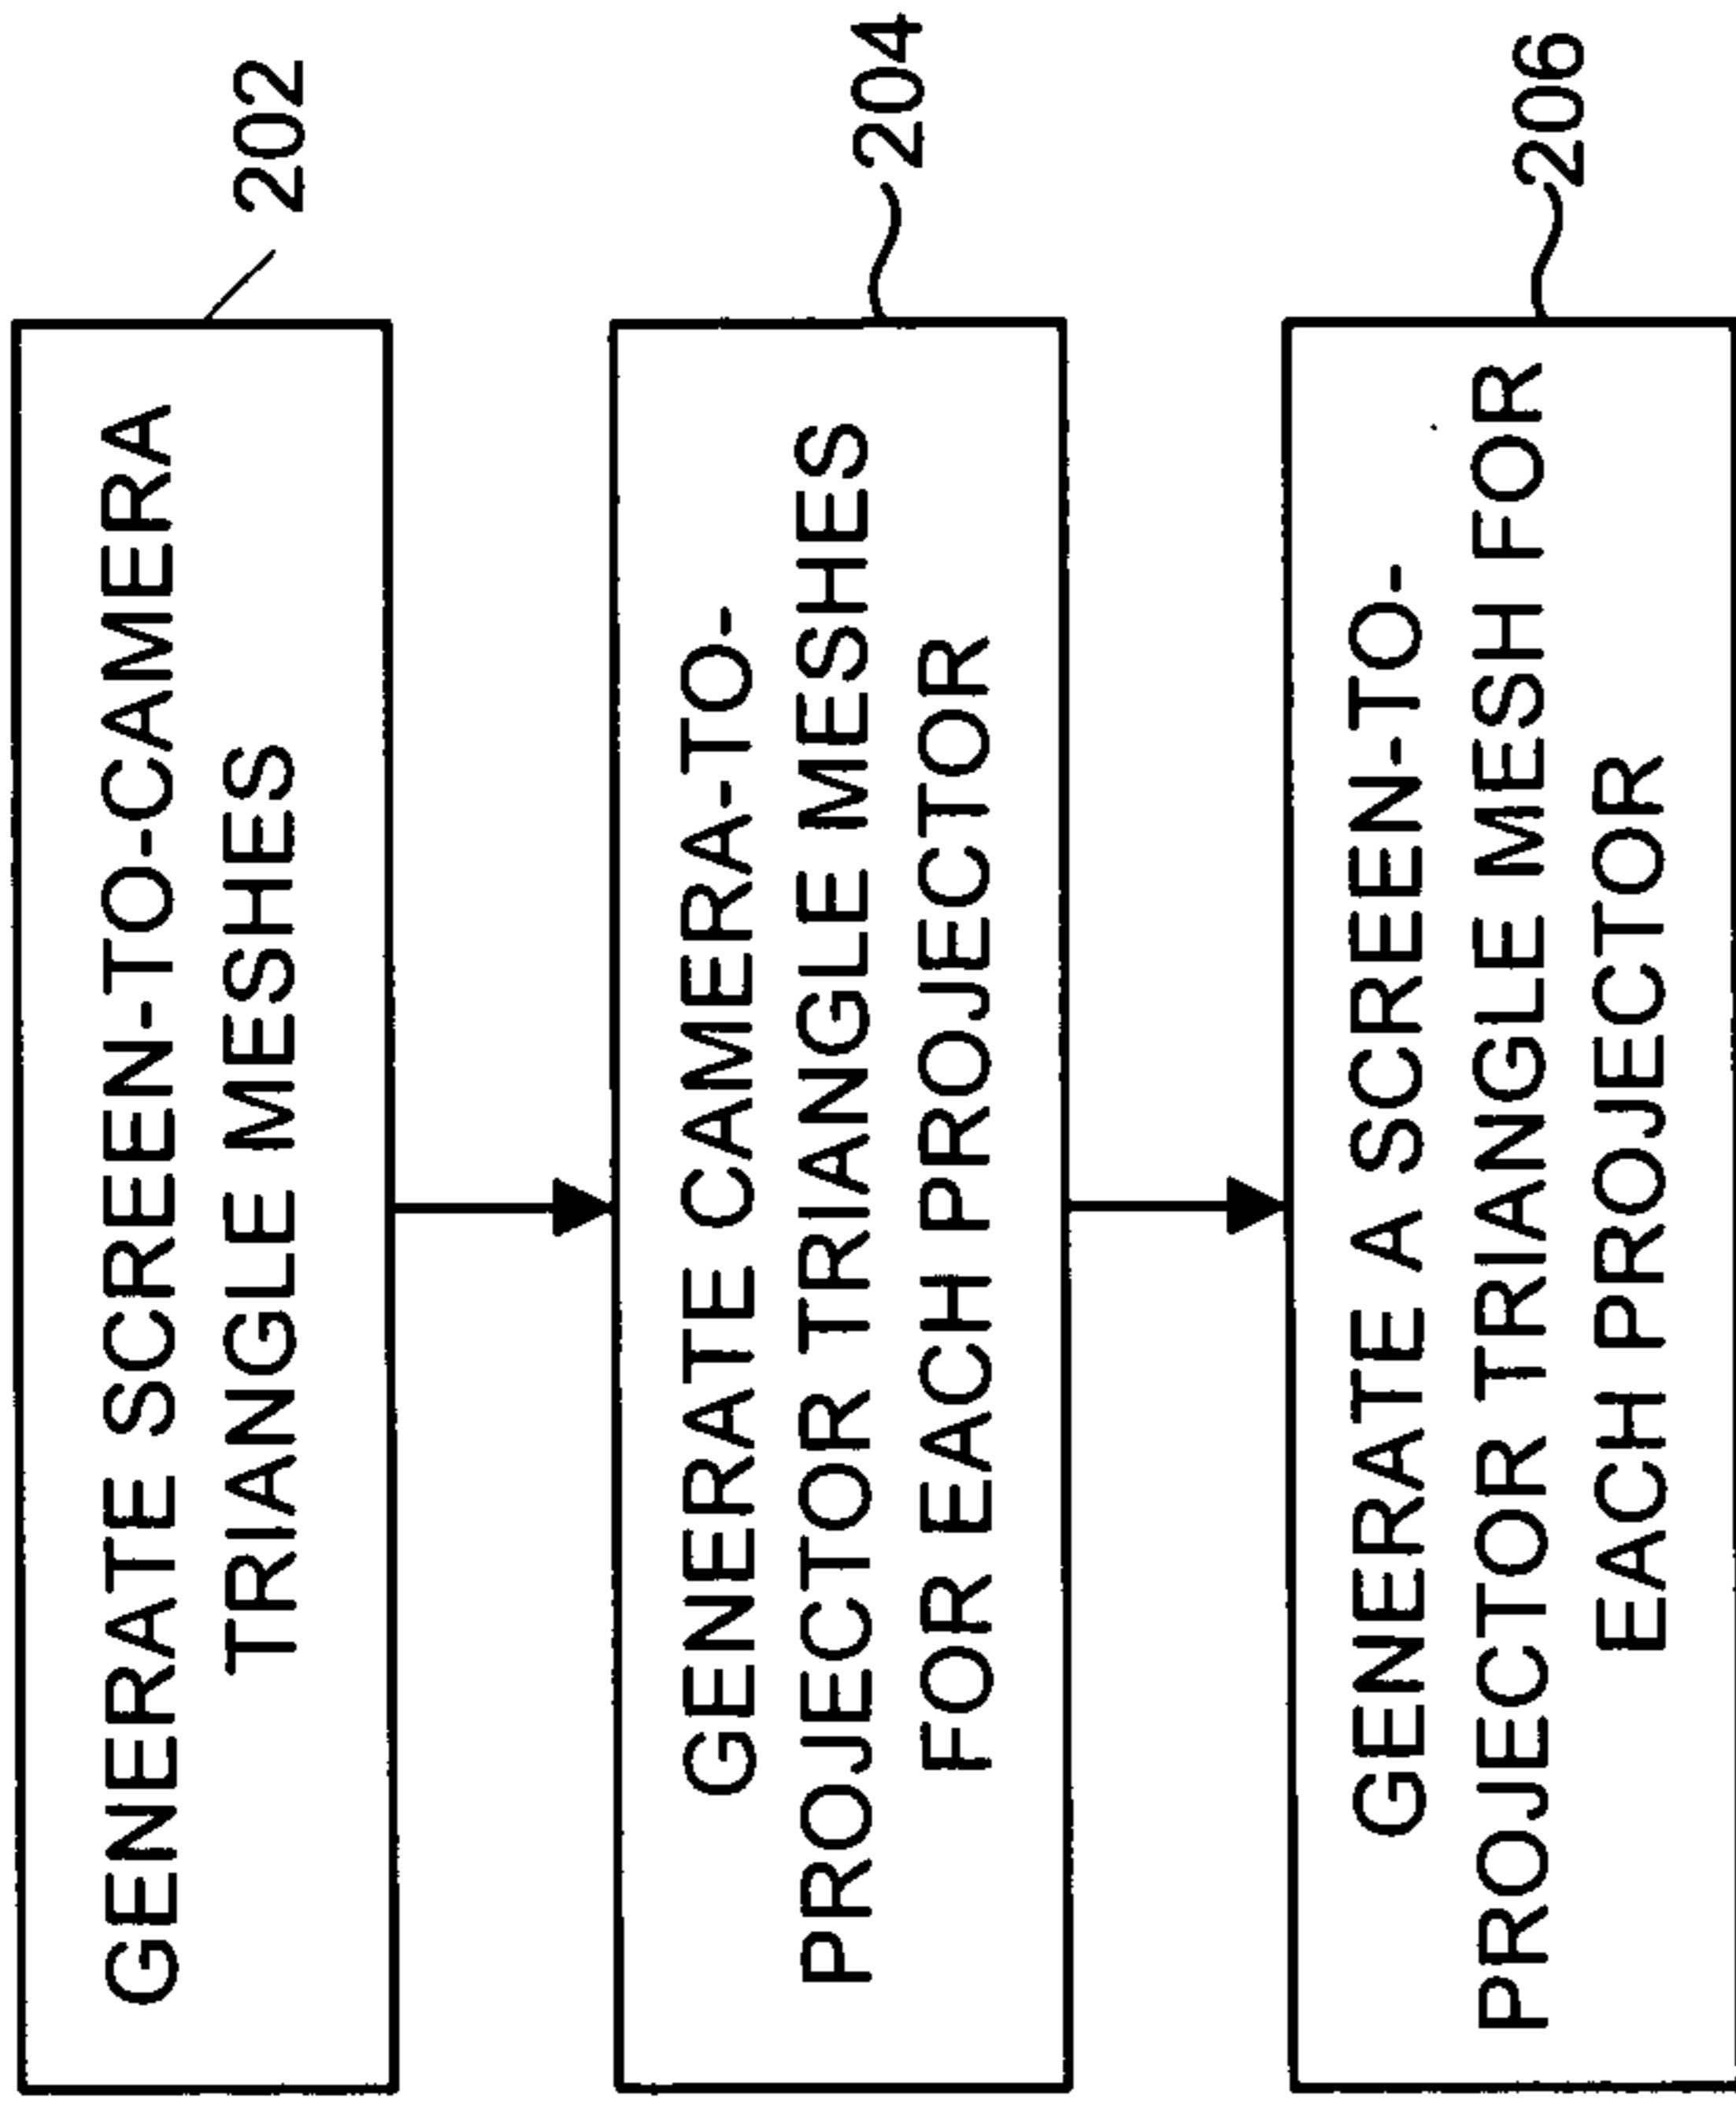 GENERATE SCREEN-TO-CAMERA
TRIANGLE MESHES
202
GENERATE CAMERA-TO-
PROJECTOR TRIANGLE MESHES
FOR EACH PROJECTOR
204
GENERATE A SCREEN-TO-
PROJECTOR TRIANGLE MESH FOR
EACH PROJECTOR
206